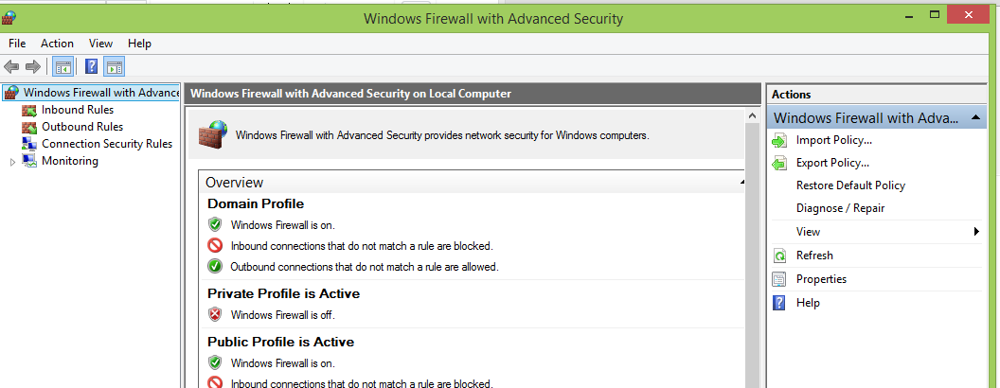 Windows Firewall with Advanced Security
File Action View Help
Windows Firewall with Advance
Inbound Rules
Outbound Rules
Connection Security Rules
Monitoring
Windows Firewall with Advanced Security on Local Computer
Windows Firewall with Advanced Security provides network security for Windows computers.
Overview
Domain Profile
Windows Firewall is on.
Inbound connections that do not match a rule are blocked.
Outbound connections that do not match a rule are allowed.
Private Profile is Active
Windows Firewall is off.
Public Profile is Active
Windows Firewall is on.
Inbound connections that do not match a rule are blocked.
Actions
Windows Firewall with Adva...
Import Policy...
Export Policy...
Restore Default Policy
Diagnose / Repair
View
Refresh
Properties
Help